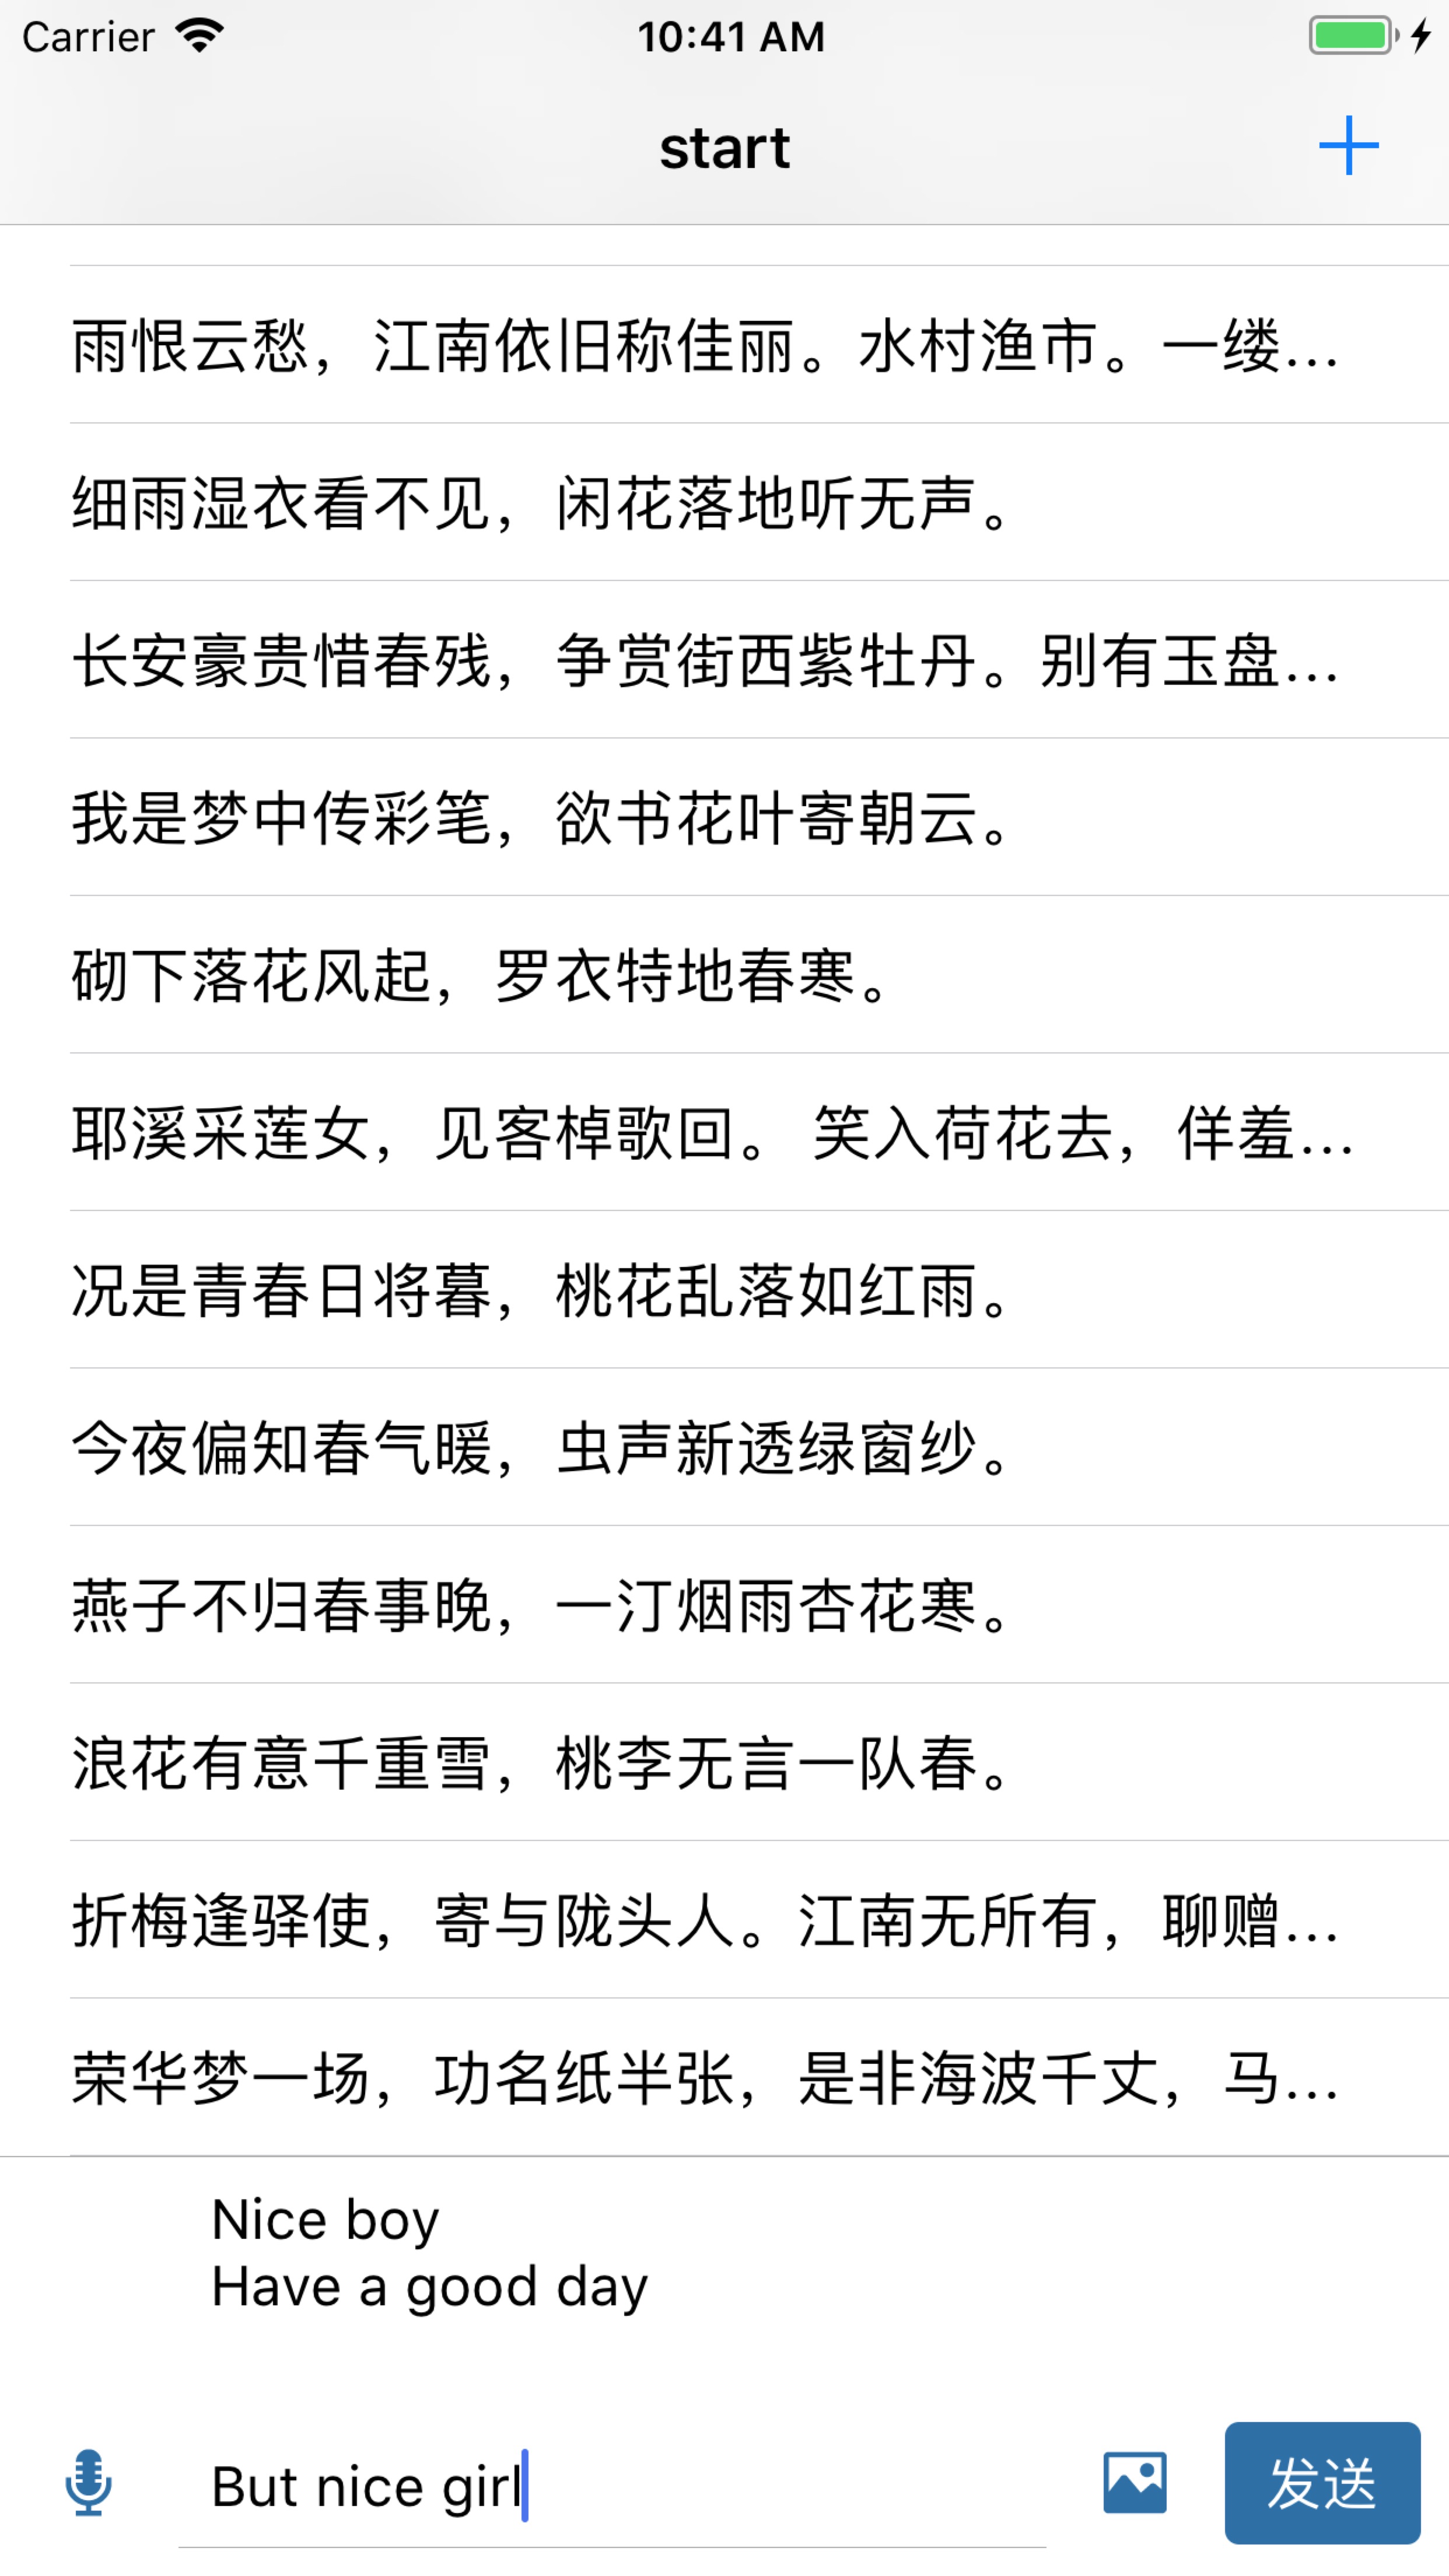 Carrier 10:41 AM
start
雨恨云愁，江南依旧称佳丽。水村渔市。一缕...
细雨湿衣看不见，闲花落地听无声。
长安豪贵惜春残，争赏街西紫牡丹。别有玉盘...
我是梦中传彩笔，欲书花叶寄朝云。
砌下落花风起，罗衣特地春寒。
耶溪采莲女，见客棹歌回。 笑入荷花去，佯羞...
况是青春日将暮，桃花乱落如红雨。
今夜偏知春气暖，虫声新透绿窗纱。
燕子不归春事晚，一汀烟雨杏花寒。
浪花有意千重雪，桃李无言一队春。
折梅逢驿使，寄与陇头人。江南无所有，聊赠...
荣华梦一场，功名纸半张，是非海波千丈，马...
Nice boy
Have a good day
But nice girl
发送